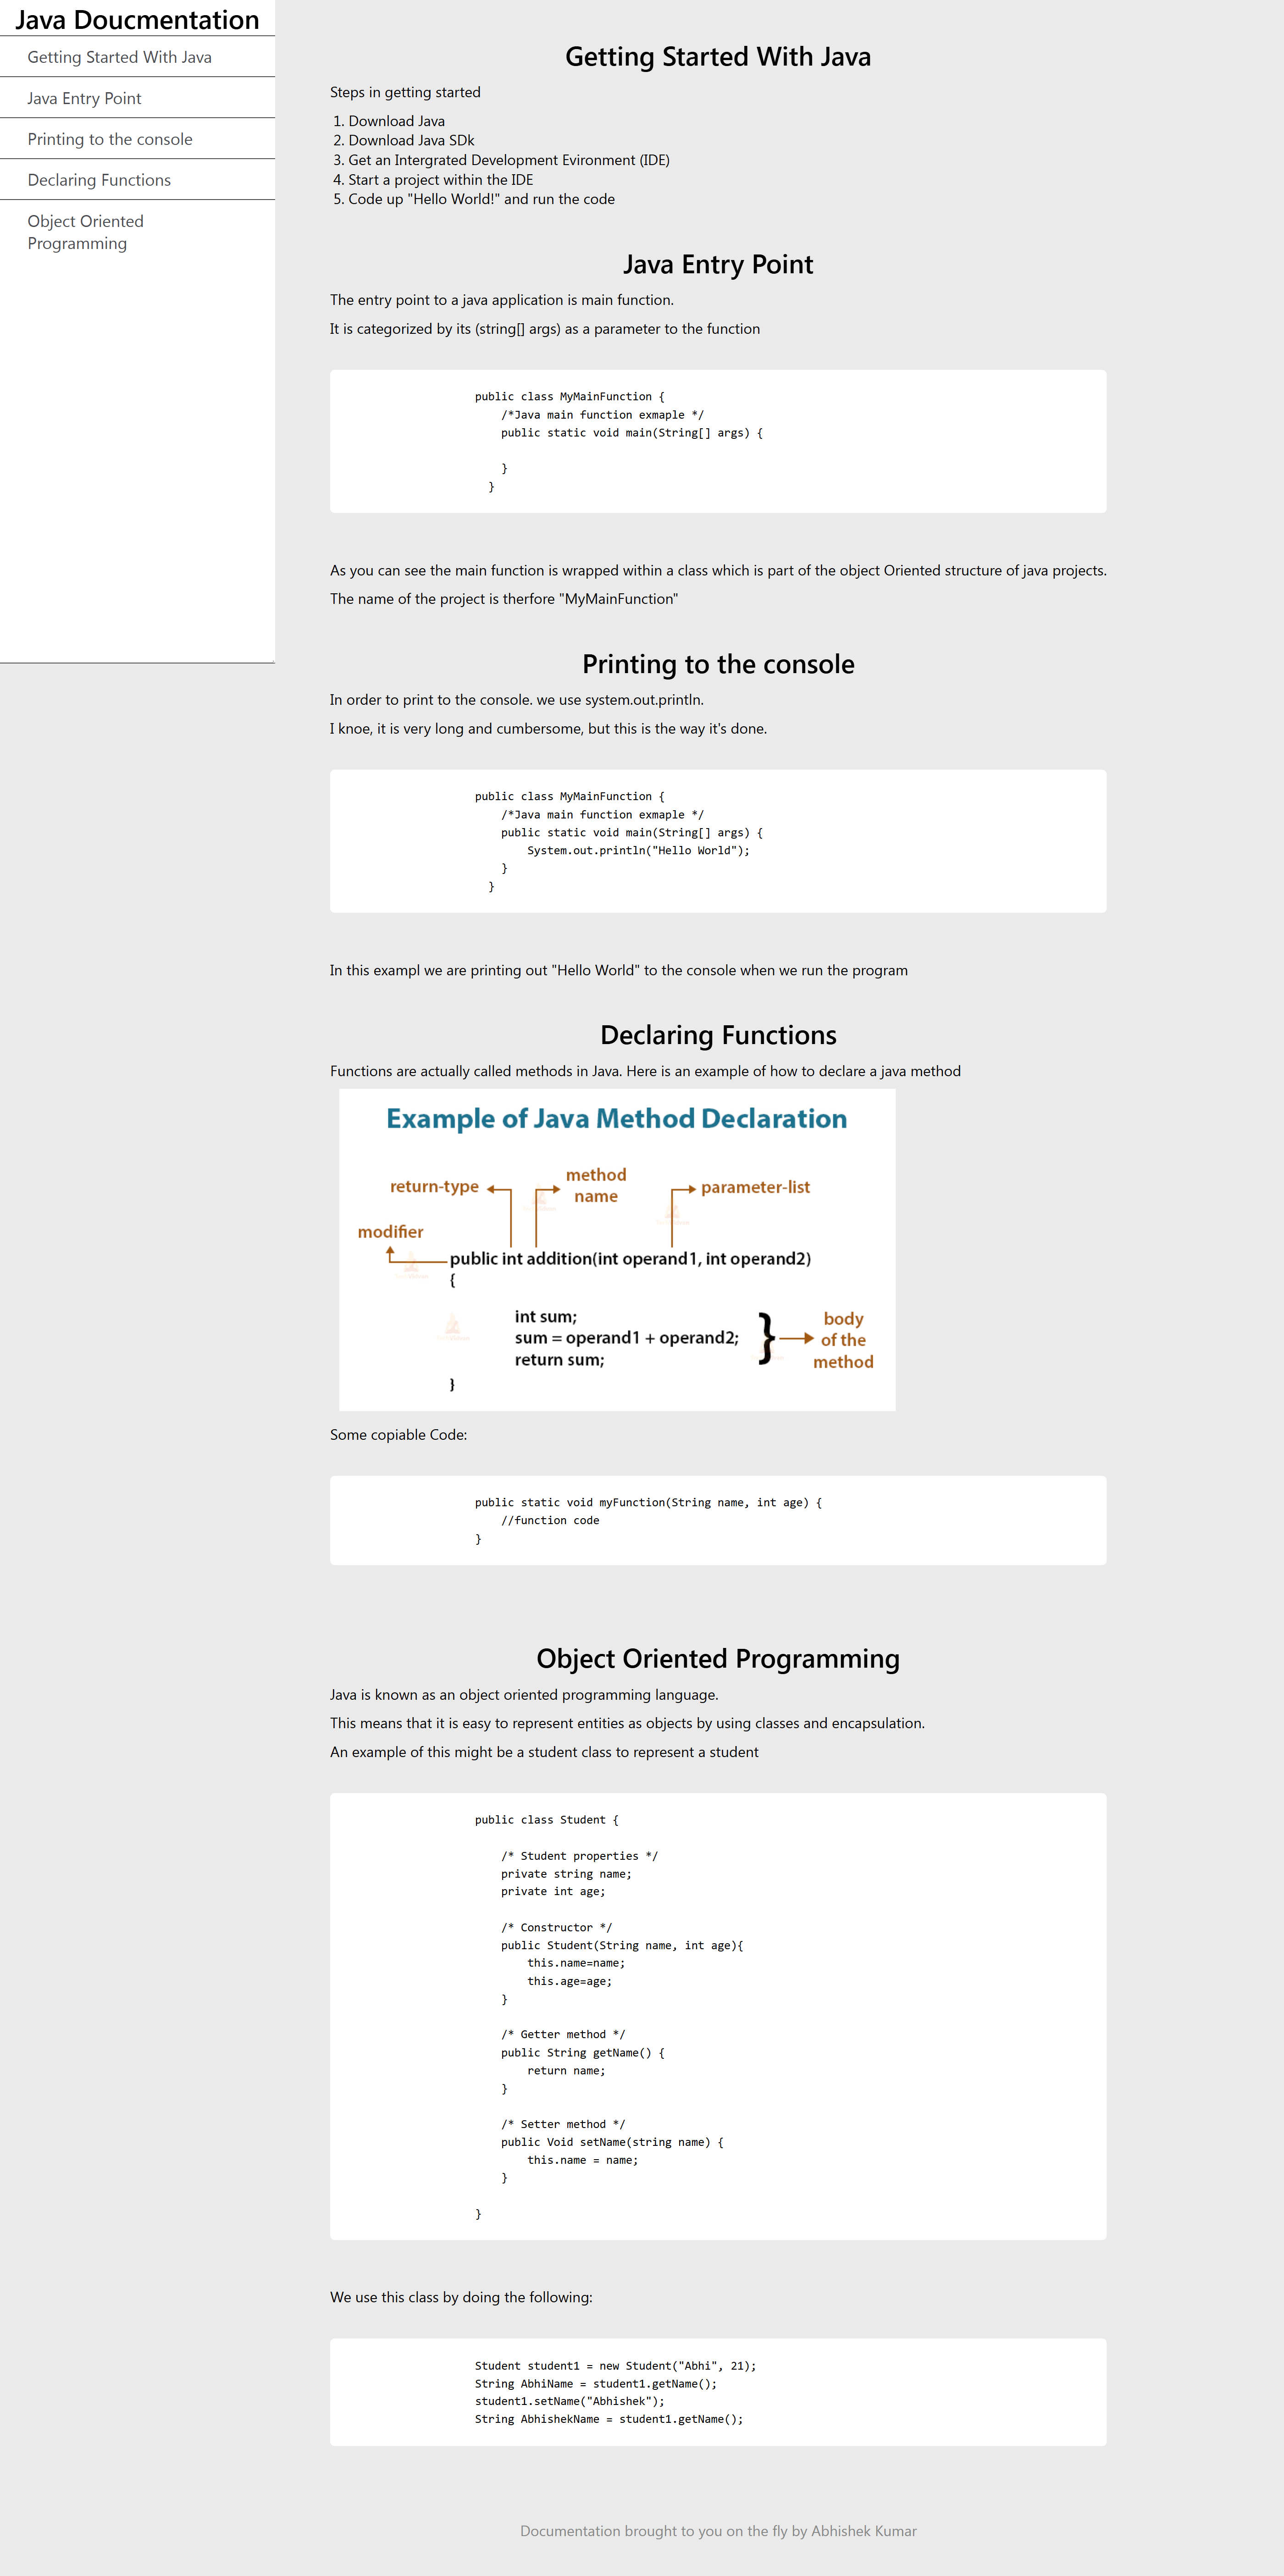 Java Doucmentation
Getting Started With Java
Java Entry Point
Printing to the console
Declaring Functions
Object Oriented
Programming
Getting Started With Java
Steps in getting started
1. Download Java
2. Download Java SDk
3. Get an Intergrated Development Evironment (IDE)
4. Start a project within the IDE
5. Code up "Hello World!" and run the code
Java Entry Point
The entry point to a java application is main function.
It is categorized by its (string[] args) as a parameter to the function
public class MyMainFunction {
/*Java main function exmaple */
public static void main(String[] args) {
}
}
As you can see the main function is wrapped within a class which is part of the object Oriented structure of java projects.
The name of the project is therfore "MyMainFunction"
Printing to the console
In order to print to the console. we use system.out.println.
I knoe, it is very long and cumbersome, but this is the way it's done.
public class MyMainFunction {
/*Java main function exmaple */
public static void main(String[] args) {
System.out.println("Hello World");
}
}
In this exampl we are printing out "Hello World" to the console when we run the program
Declaring Functions
Functions are actually called methods in Java. Here is an example of how to declare a java method
Example of Java Method Declaration
return-type
method
name
parameter-list
modifier
public int addition(int operand1, int operand2)
{
int sum;
sum = operand1 + operand2;
return sum;
}
}
body
of the
method
Some copiable Code:
public static void myFunction(String name, int age) {
//function code
}
Object Oriented Programming
Java is known as an object oriented programming language.
This means that it is easy to represent entities as objects by using classes and encapsulation.
An example of this might be a student class to represent a student
public class Student {
/* Student properties */
private string name;
private int age;
/* Constructor */
public Student(String name, int age){
this.name=name;
this.age=age;
}
/* Getter method */
public String getName() {
return name;
}
/* Setter method */
public Void setName(string name) {
this.name = name;
}
}
We use this class by doing the following:
Student student1 = new Student("Abhi", 21);
String AbhiName = student1.getName();
student1.setName("Abhishek");
String AbhishekName = student1.getName();
Documentation brought to you on the fly by Abhishek Kumar